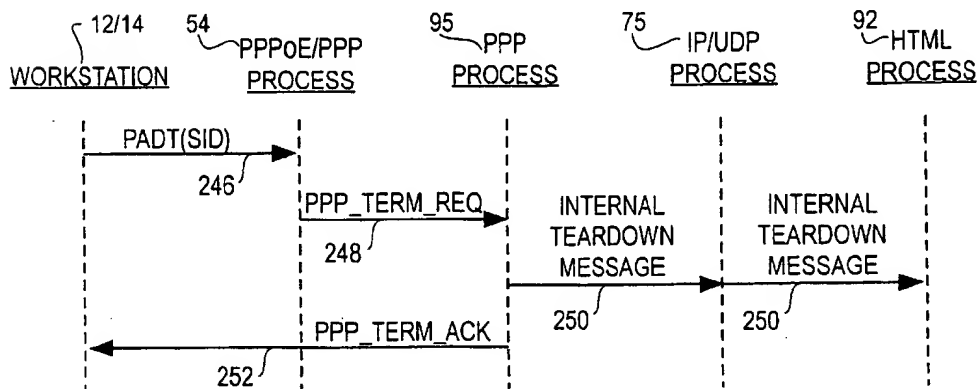 12/14
54
95
75
92
WORKSTATION
PPPoE/PPP
PROCESS
PPP
PROCESS
IP/UDP
PROCESS
HTML
PROCESS
PADT(SID)
246
PPP_TERM_REQ
248
INTERNAL
TEARDOWN
MESSAGE
250
INTERNAL
TEARDOWN
MESSAGE
250
PPP_TERM_ACK
252